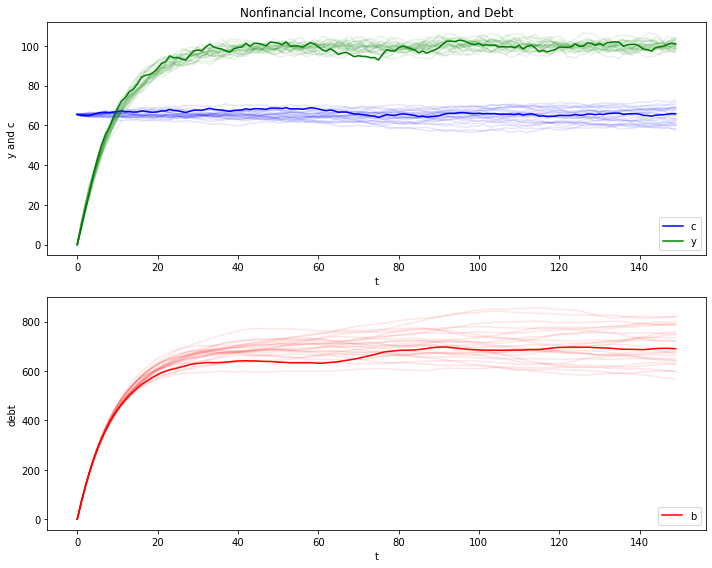 Nonfinancial Income, Consumption, and Debt
100
80
60
40
20
0
y and c
c
y
0 20 40 60 80 100 120 140
t
800
600
400
200
0
debt
b
0 20 40 60 80 100 120 140
t